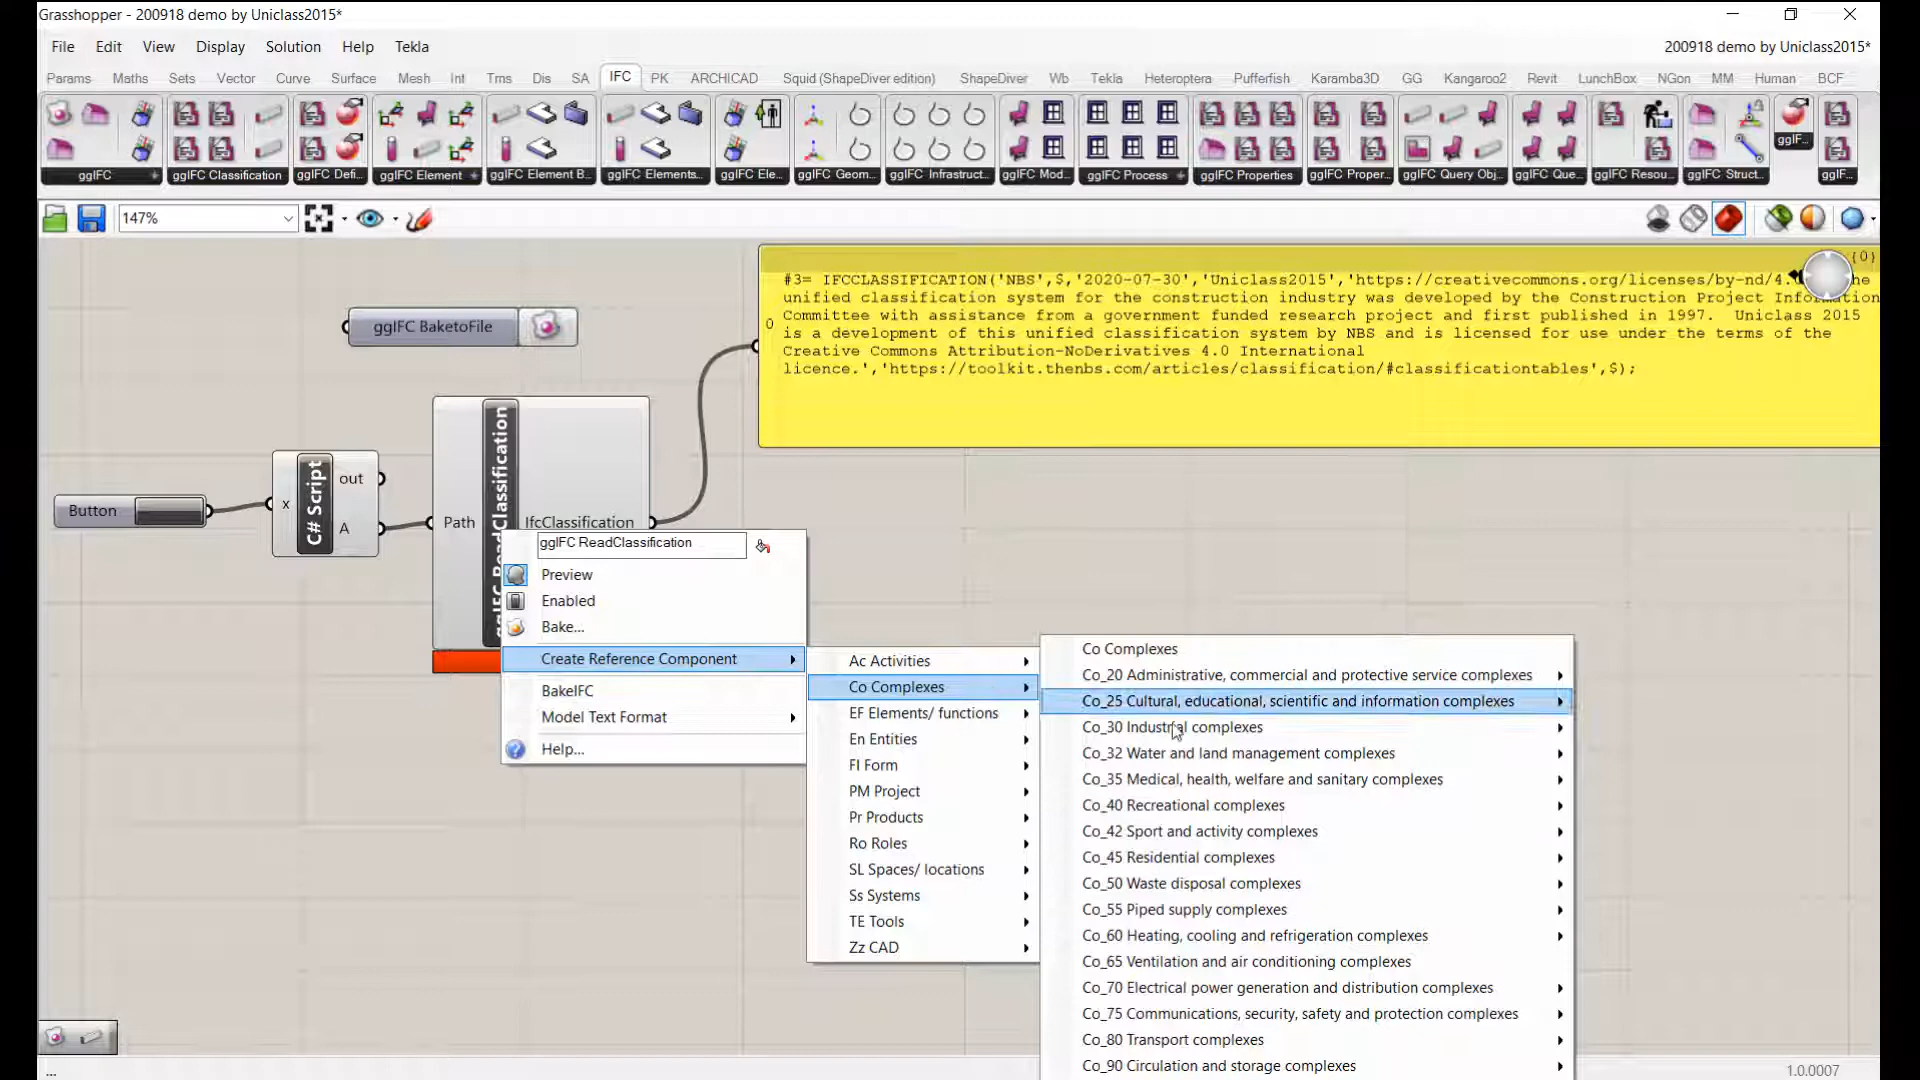 Grasshopper - 200918 demo by Uniclass2015*
File Edit View Display Solution Help Tekla
200918 demo by Uniclass2015*
Params Maths Sets Vector Curve Surface Mesh Int Trns Dis SA IFC PK ARCHICAD Squid (ShapeDiver edition) ShapeDiver Wb Tekla Heteroptera Pufferfish Karamba3D GG Kangaroo2 Revit LunchBox NGon MM Human BCF
ggIFC ggIFC Classification ggIFC Defi... ggIFC Element ggIFC Element B... ggIFC Elements... ggIFC Ele... ggIFC Geom... ggIFC Infrastruct... ggIFC Mod... ggIFC Process ggIFC Properties ggIFC Proper... ggIFC Query Obj... ggIFC Que... ggIFC Resou... ggIFC Struct... ggIF... ggIF...
147%
{0}
#3= IFCCLASSIFICATION('NBS',$,'2020-07-30','Uniclass2015','https://creativecommons.org/licenses/by-nd/4.
unified classification system for the construction industry was developed by the Construction Project Information
0
Committee with assistance from a government funded research project and first published in 1997. Uniclass 2015
is a development of this unified classification system by NBS and is licensed for use under the terms of the
Creative Commons Attribution-NoDerivatives 4.0 International
licence.','https://toolkit.thenbs.com/articles/classification/#classificationtables',$);
ggIFC BaketoFile
Button
x
C# Script
out
A
Path
ggIFC ReadClassification
IfcClassification
ggIFC ReadClassification
Preview
Enabled
Bake...
Create Reference Component
BakeIFC
Model Text Format
Help...
Ac Activities
Co Complexes
EF Elements/ functions
En Entities
FI Form
PM Project
Pr Products
Ro Roles
SL Spaces/ locations
Ss Systems
TE Tools
Zz CAD
Co Complexes
Co_20 Administrative, commercial and protective service complexes
Co_25 Cultural, educational, scientific and information complexes
Co_30 Industrial complexes
Co_32 Water and land management complexes
Co_35 Medical, health, welfare and sanitary complexes
Co_40 Recreational complexes
Co_42 Sport and activity complexes
Co_45 Residential complexes
Co_50 Waste disposal complexes
Co_55 Piped supply complexes
Co_60 Heating, cooling and refrigeration complexes
Co_65 Ventilation and air conditioning complexes
Co_70 Electrical power generation and distribution complexes
Co_75 Communications, security, safety and protection complexes
Co_80 Transport complexes
Co_90 Circulation and storage complexes
...
1.0.0007